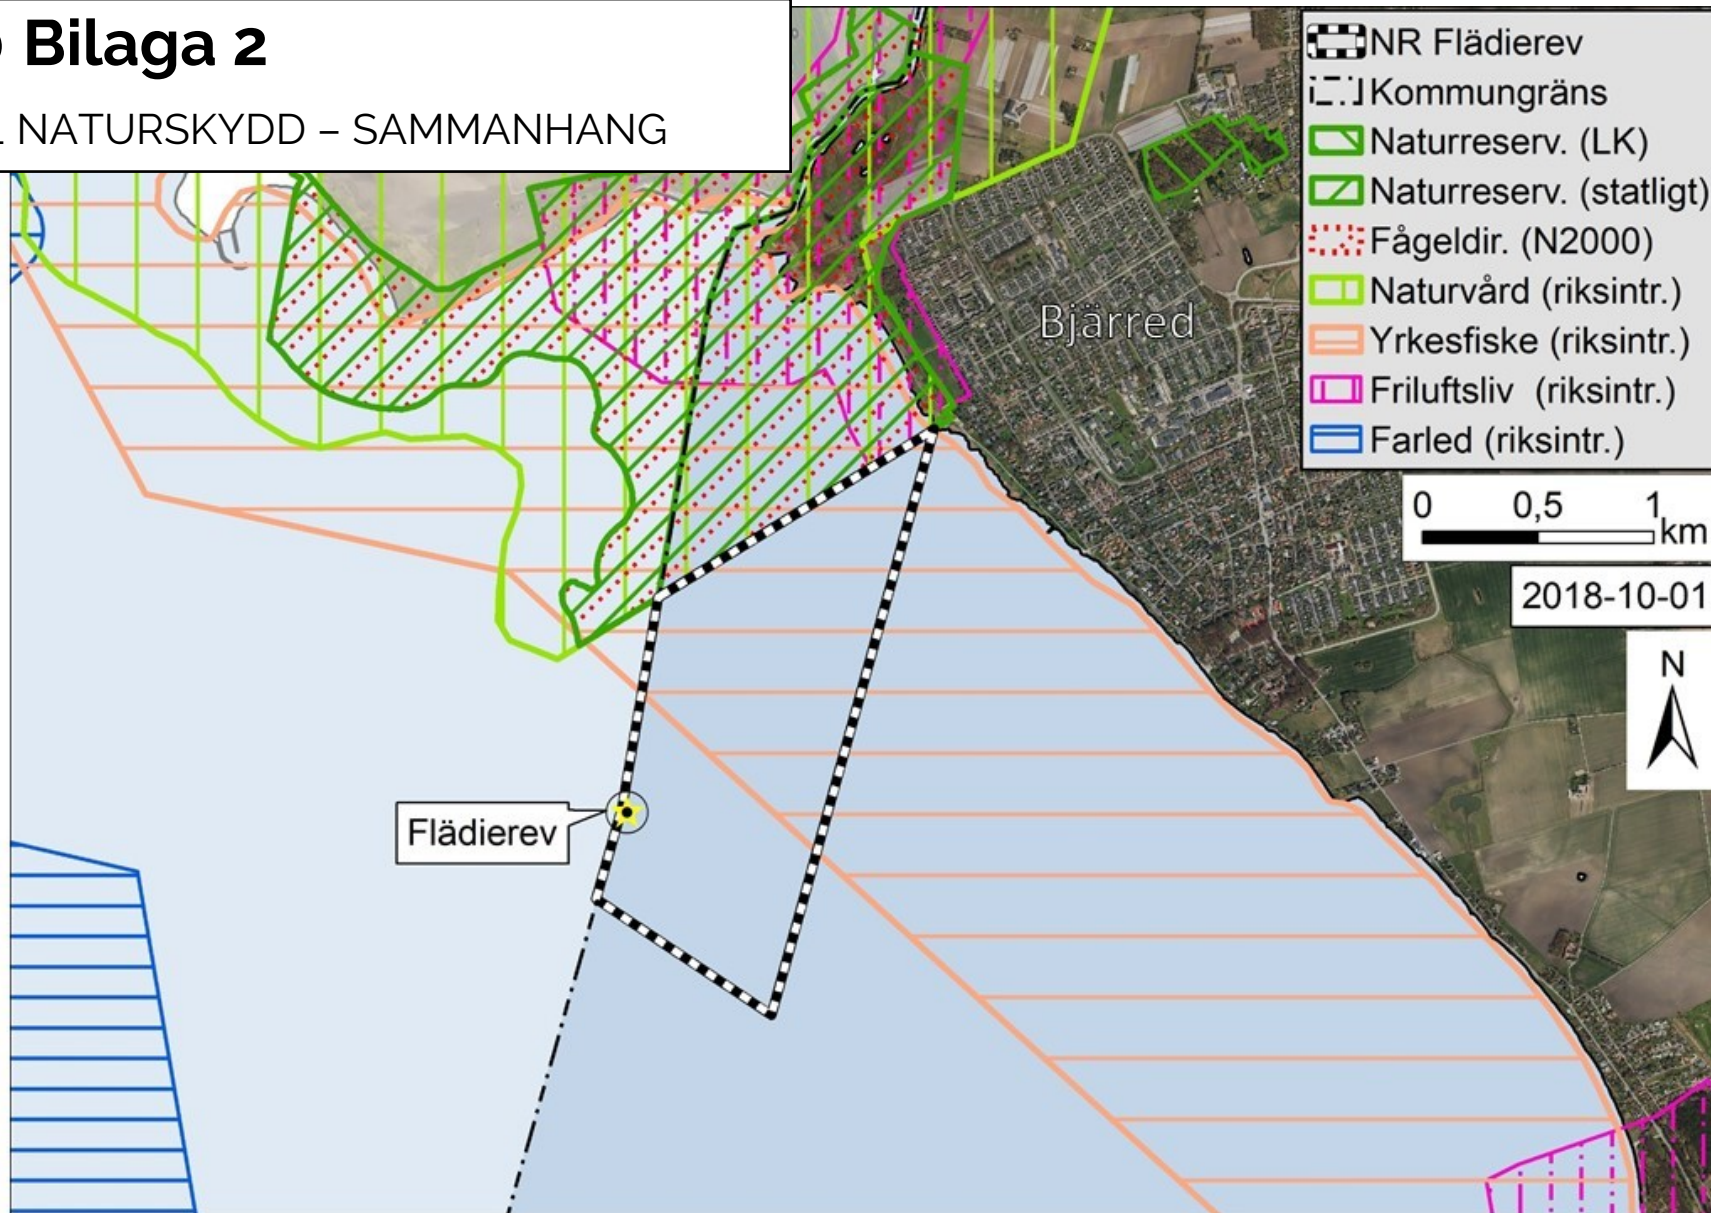 Bilaga 2
NATURSKYDD – SAMMANHANG
NR Flädierev
Kommungräns
Naturreserv. (LK)
Naturreserv. (statligt)
Fågeldir. (N2000)
Naturvård (riksintr.)
Yrkesfiske (riksintr.)
Friluftsliv (riksintr.)
Farled (riksintr.)
Bjärred
0 0,5 1
km
2018-10-01
N
Flädierev